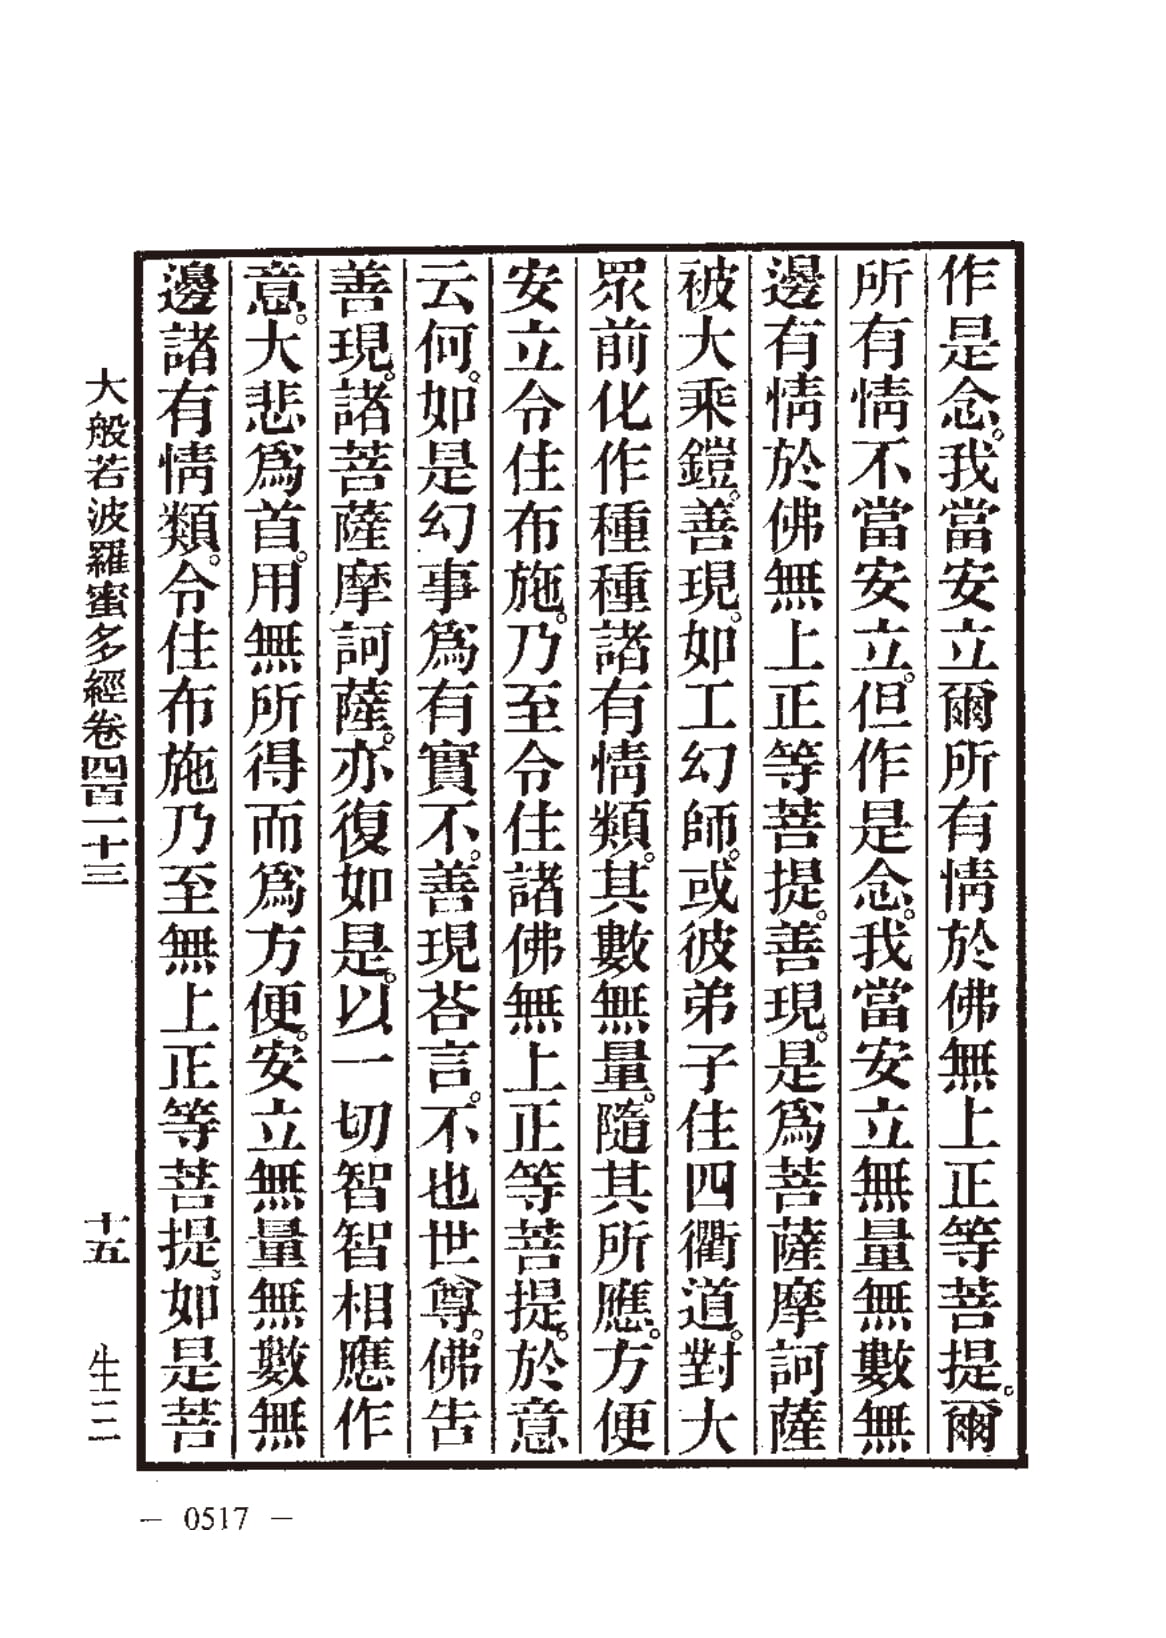 作是念。我當安立爾所有情於佛無上正等菩提。爾
所有情不當安立。但作是念。我當安立無量無數無
邊有情於佛無上正等菩提。善現。是爲菩薩摩訶薩
被大乘鎧。善現。如工幻師。或彼弟子住四衢道。對大
眾前化作種種諸有情類。其數無量。隨其所應。方便
安立令住布施。乃至令住諸佛無上正等菩提。於意
云何。如是幻事爲有實不。善現荅言。不也世尊。佛告
善現。諸菩薩摩訶薩。亦復如是。以一切智智相應作
意。大悲爲首。用無所得而爲方便。安立無量無數無
邊諸有情類。令住布施乃至無上正等菩提。如是菩
大般若波羅蜜多經卷四百一十三 十五 生三
— 0517 —